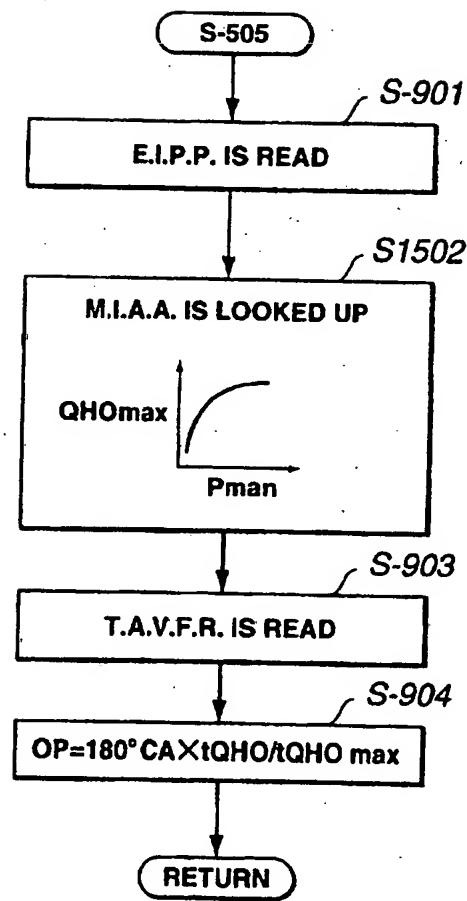 S-505
S-901
E.I.P.P. IS READ
S1502
M.I.A.A. IS LOOKED UP
QHOmax
Pman
S-903
T.A.V.F.R. IS READ
S-904
OP=180°CA×tQHO/tQHO max
RETURN